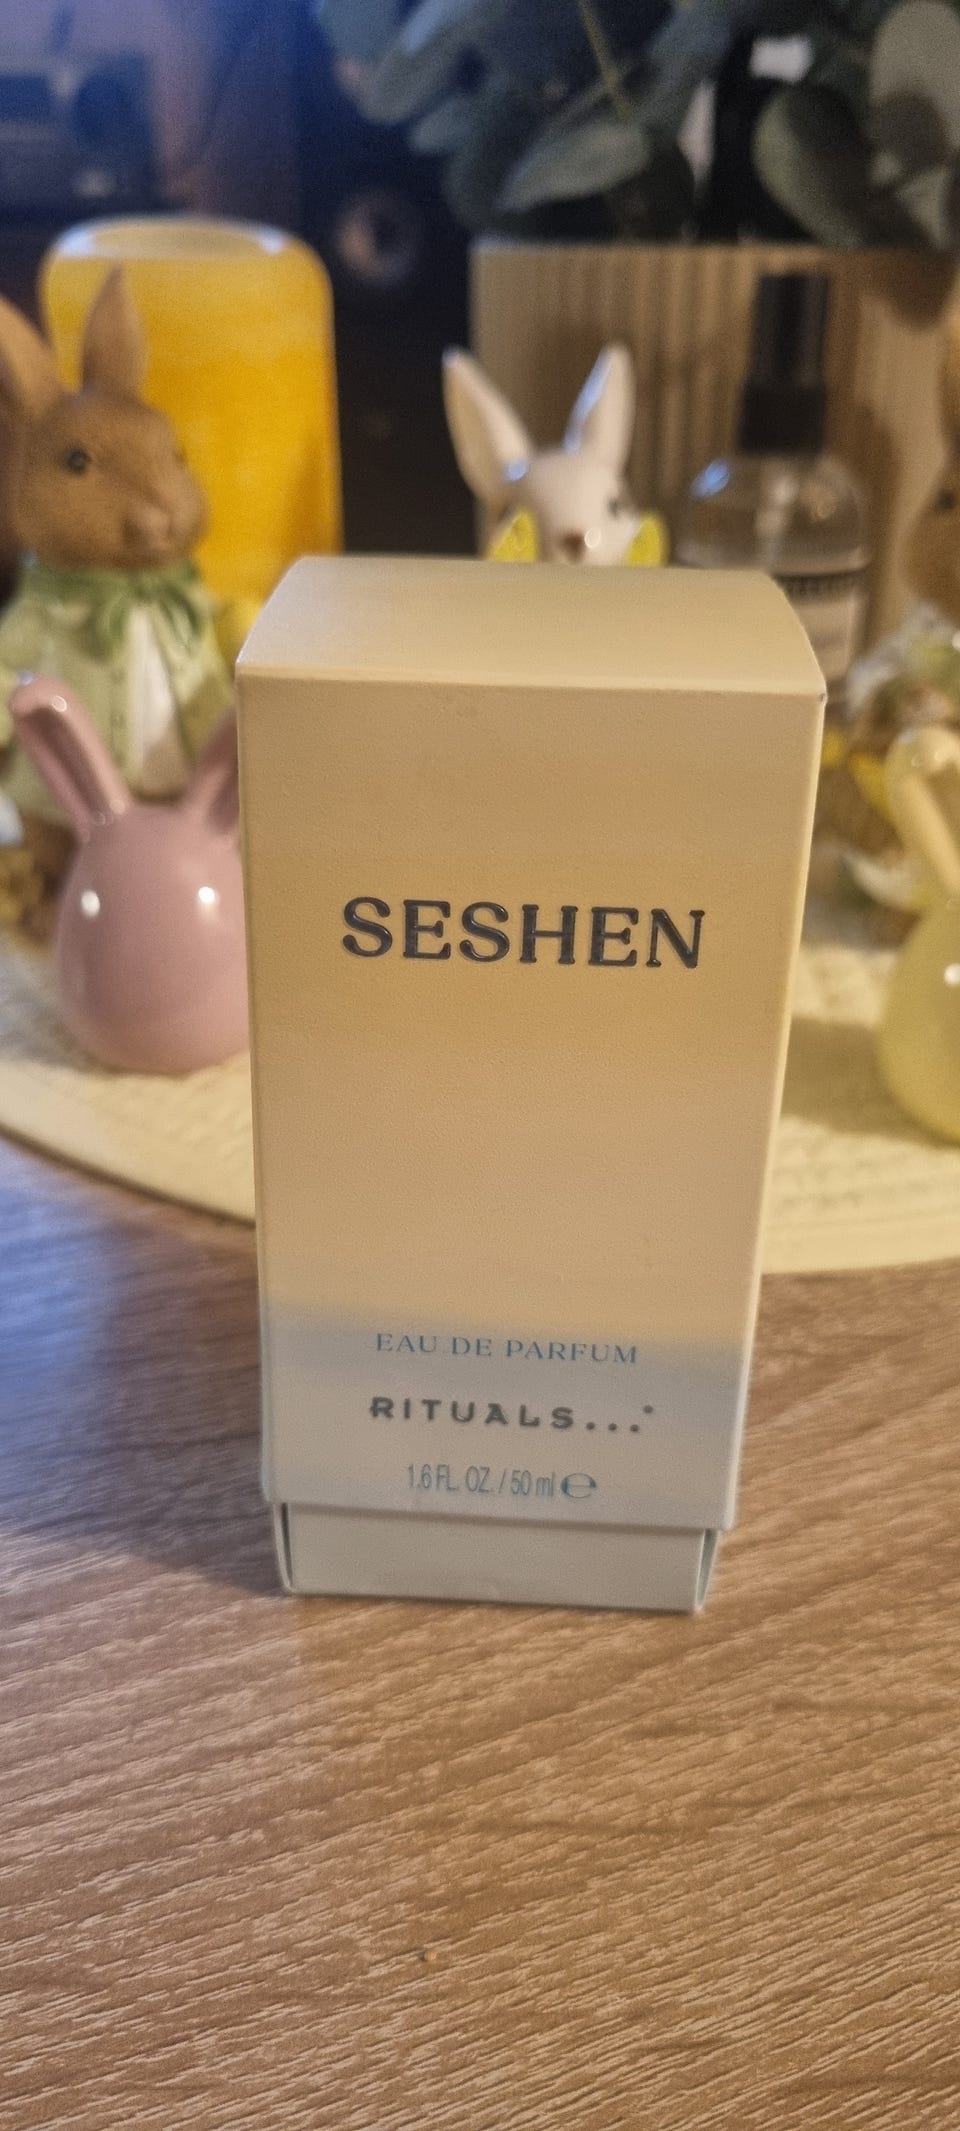 SESHEN
EAU DE PARFUM
RITUALS...
1.6 FL. OZ. / 50 ml ℮